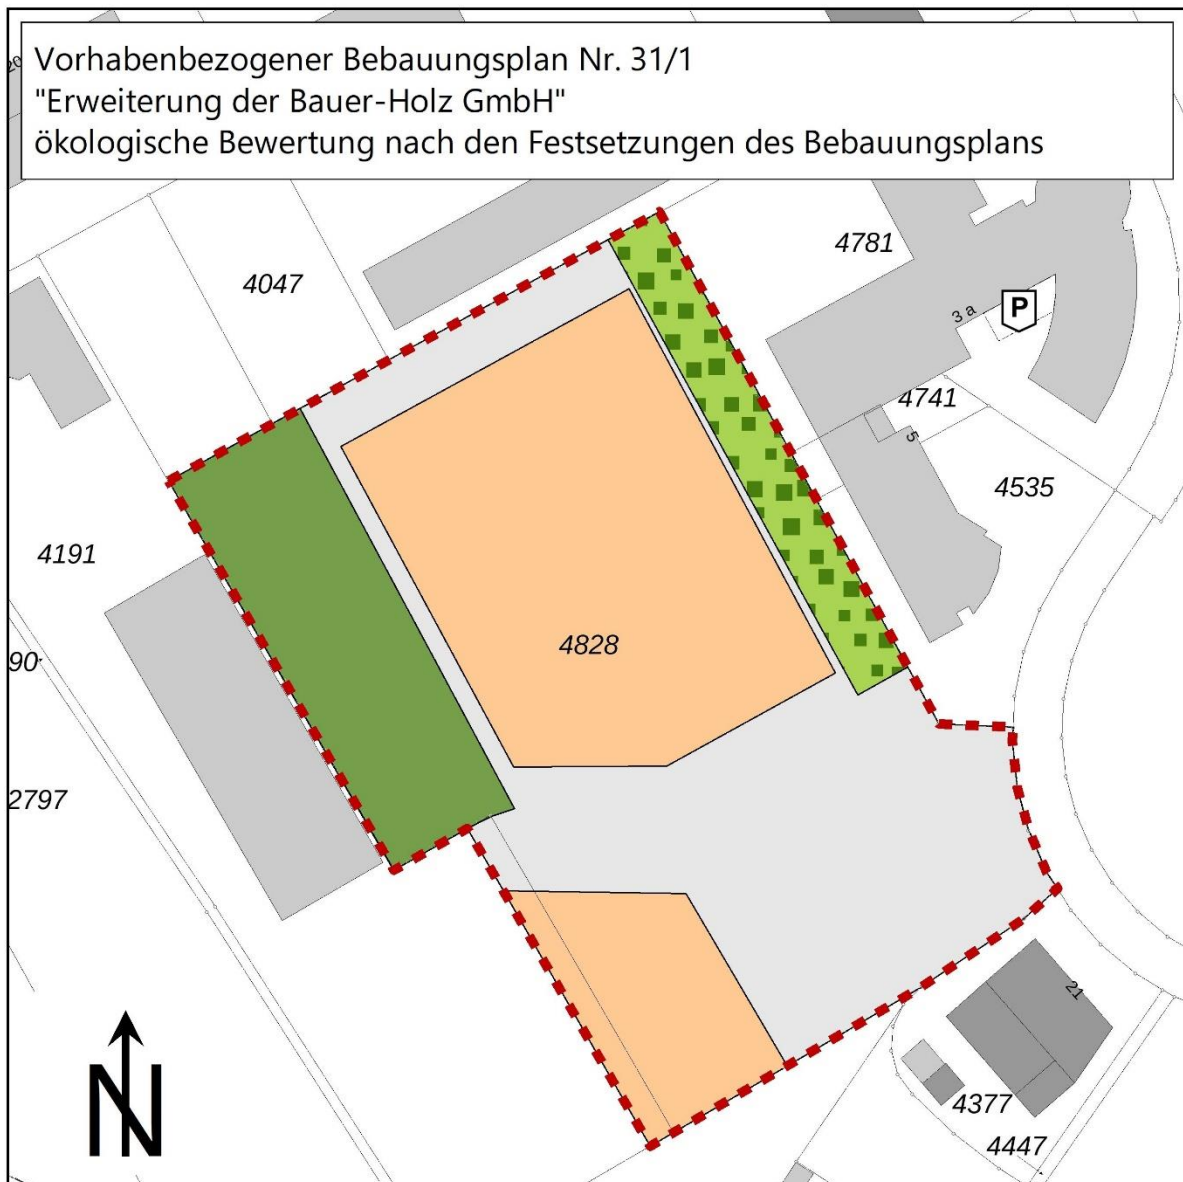 Vorhabenbezogener Bebauungsplan Nr. 31/1
"Erweiterung der Bauer-Holz GmbH"
ökologische Bewertung nach den Festsetzungen des Bebauungsplans
20
4781
4047
3 a
P
4741
5
4535
4191
4828
90
2797
21
4377
4447
N